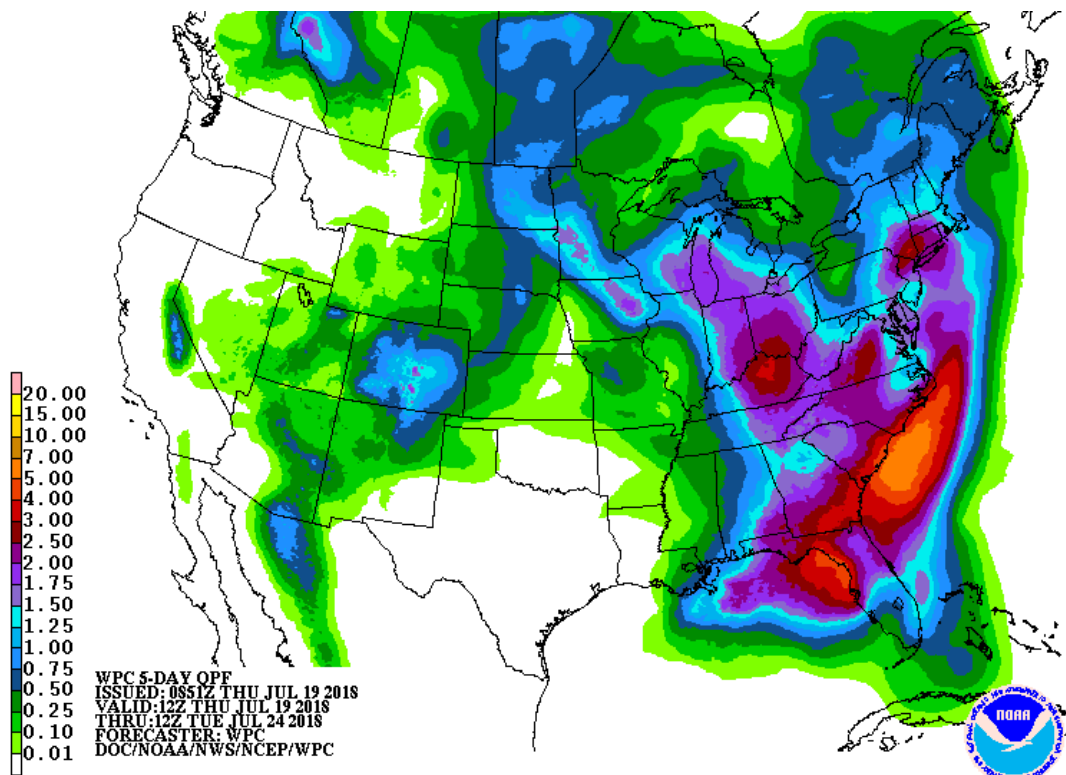 20.00
15.00
10.00
7.00
5.00
4.00
3.00
2.50
2.00
1.75
1.50
1.25
1.00
0.75
0.50
0.25
0.10
0.01
WPC 5-DAY QPF
ISSUED: 0851Z THU JUL 19 2018
VALID:12Z THU JUL 19 2018
THRU:12Z TUE JUL 24 2018
FORECASTER: WPC
DOC/NOAA/NWS/NCEP/WPC
NOAA